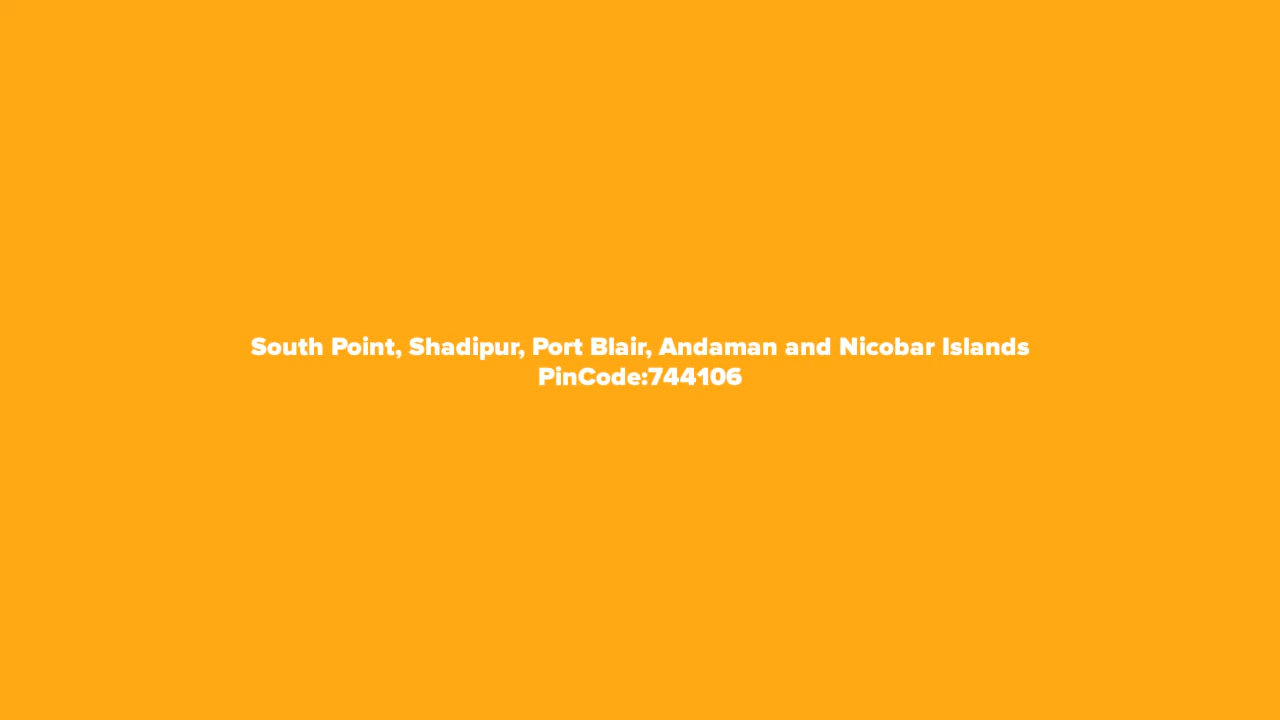 South Point, Shadipur, Port Blair, Andaman and Nicobar Islands
PinCode:744106